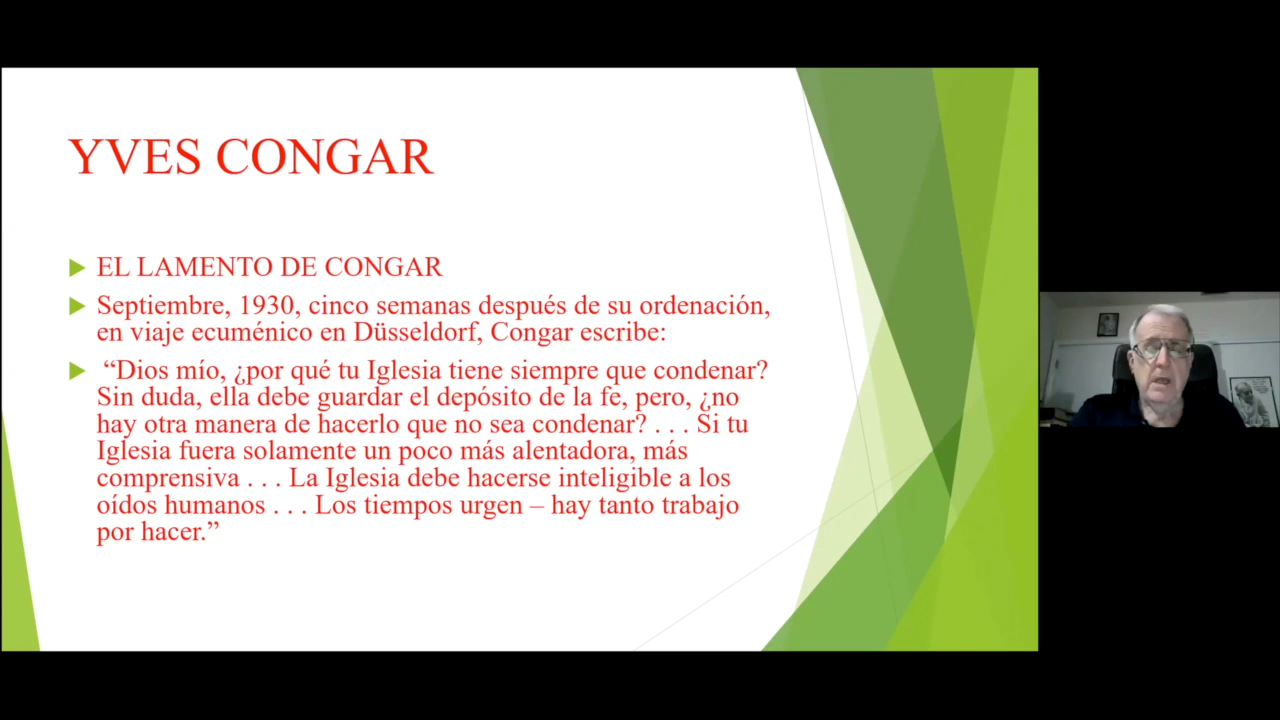 YVES CONGAR
EL LAMENTO DE CONGAR
Septiembre, 1930, cinco semanas después de su ordenación,
en viaje ecuménico en Düsseldorf, Congar escribe:
“Dios mío, ¿por qué tu Iglesia tiene siempre que condenar?
Sin duda, ella debe guardar el depósito de la fe, pero, ¿no
hay otra manera de hacerlo que no sea condenar? . . . Si tu
Iglesia fuera solamente un poco más alentadora, más
comprensiva . . . La Iglesia debe hacerse inteligible a los
oídos humanos . . . Los tiempos urgen – hay tanto trabajo
por hacer.”